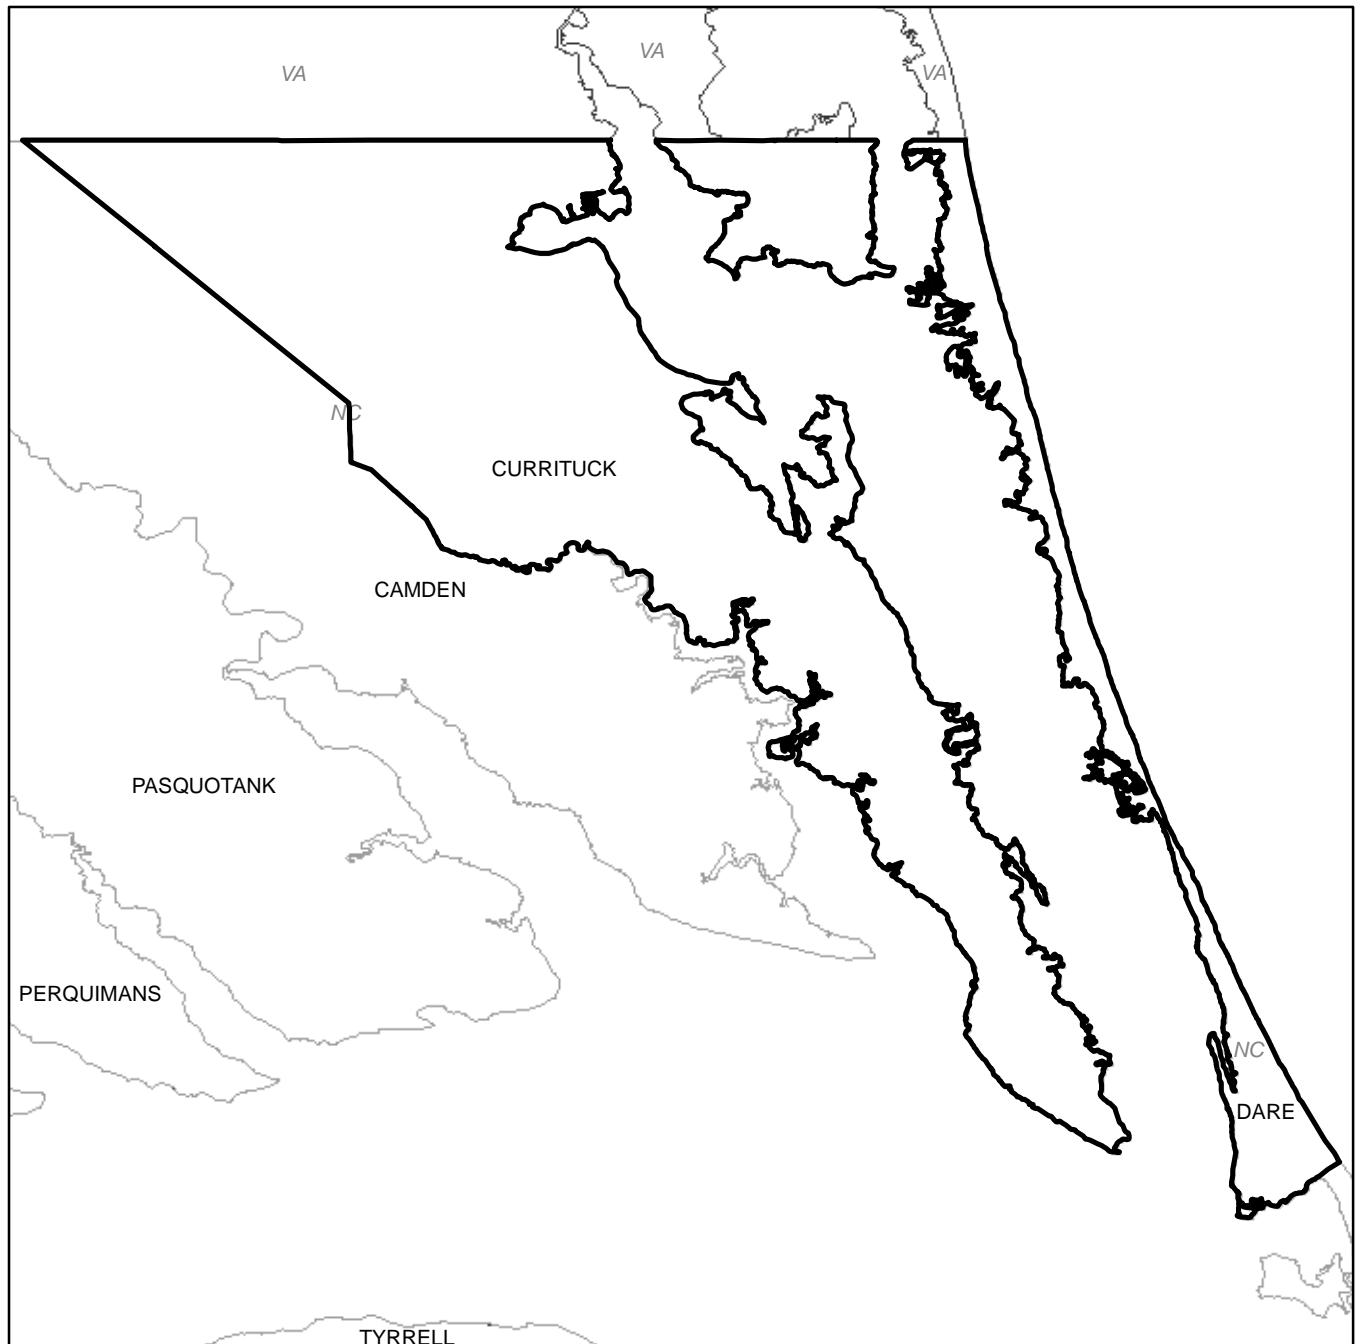 VA
VA
VA
NC
CURRITUCK
CAMDEN
PASQUOTANK
PERQUIMANS
NC
DARE
TYRRELL